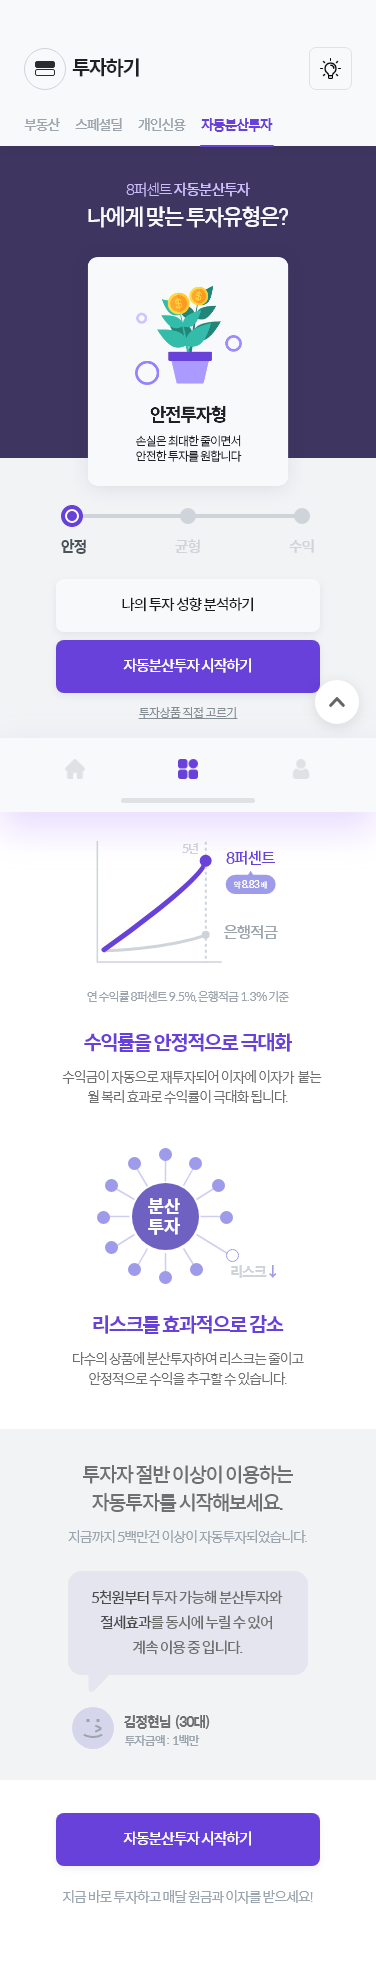 투자하기
부동산 스페셜딜 개인신용 자동분산투자
8퍼센트 자동분산투자
나에게 맞는 투자유형은?
안전투자형
손실은 최대한 줄이면서
안전한 투자를 원합니다
안정 균형 수익
나의 투자 성향 분석하기
자동분산투자 시작하기
투자상품 직접 고르기
5년
8퍼센트
약 8.83배
은행적금
연 수익률 8퍼센트 9.5%, 은행적금 1.3% 기준
수익률을 안정적으로 극대화
수익금이 자동으로 재투자되어 이자에 이자가 붙는
월 복리 효과로 수익률이 극대화 됩니다.
분산
투자
리스크↓
리스크를 효과적으로 감소
다수의 상품에 분산투자하여 리스크는 줄이고
안정적으로 수익을 추구할 수 있습니다.
투자자 절반 이상이 이용하는
자동투자를 시작해보세요.
지금까지 5백만건 이상이 자동투자되었습니다.
5천원부터 투자 가능해 분산투자와
절세효과를 동시에 누릴 수 있어
계속 이용 중 입니다.
김정현님 (30대)
투자금액 : 1백만
자동분산투자 시작하기
지금 바로 투자하고 매달 원금과 이자를 받으세요!